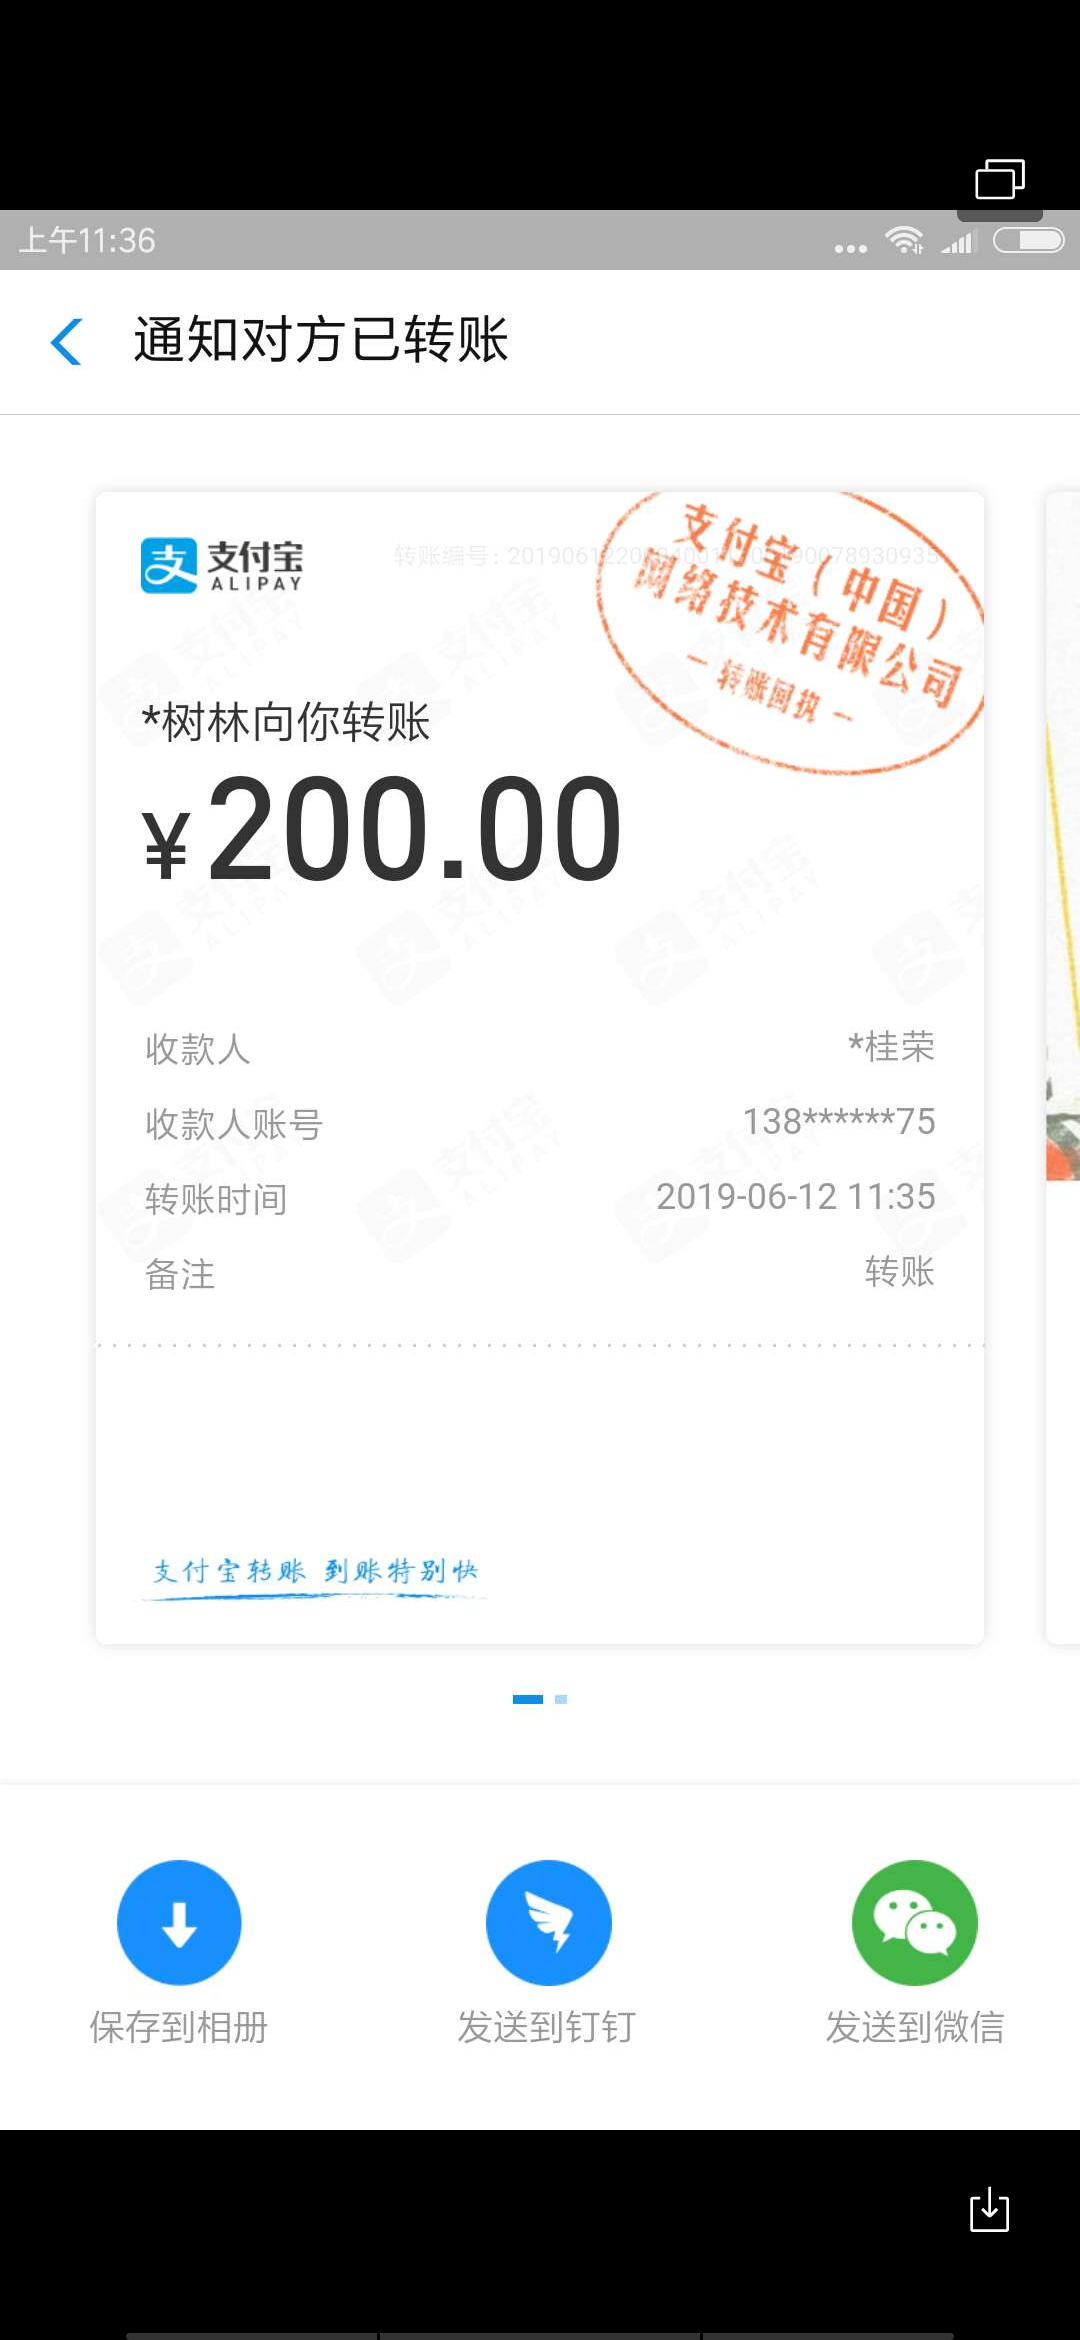 上午11:36
通知对方已转账
支付宝
ALIPAY
转账编号:
支付宝（中国）
网络技术有限公司
— 转账回执 —
*树林向你转账
¥200.00
收款人 *桂荣
收款人账号 138******75
转账时间 2019-06-12 11:35
备注 转账
支付宝转账 到账特别快
保存到相册 发送到钉钉 发送到微信